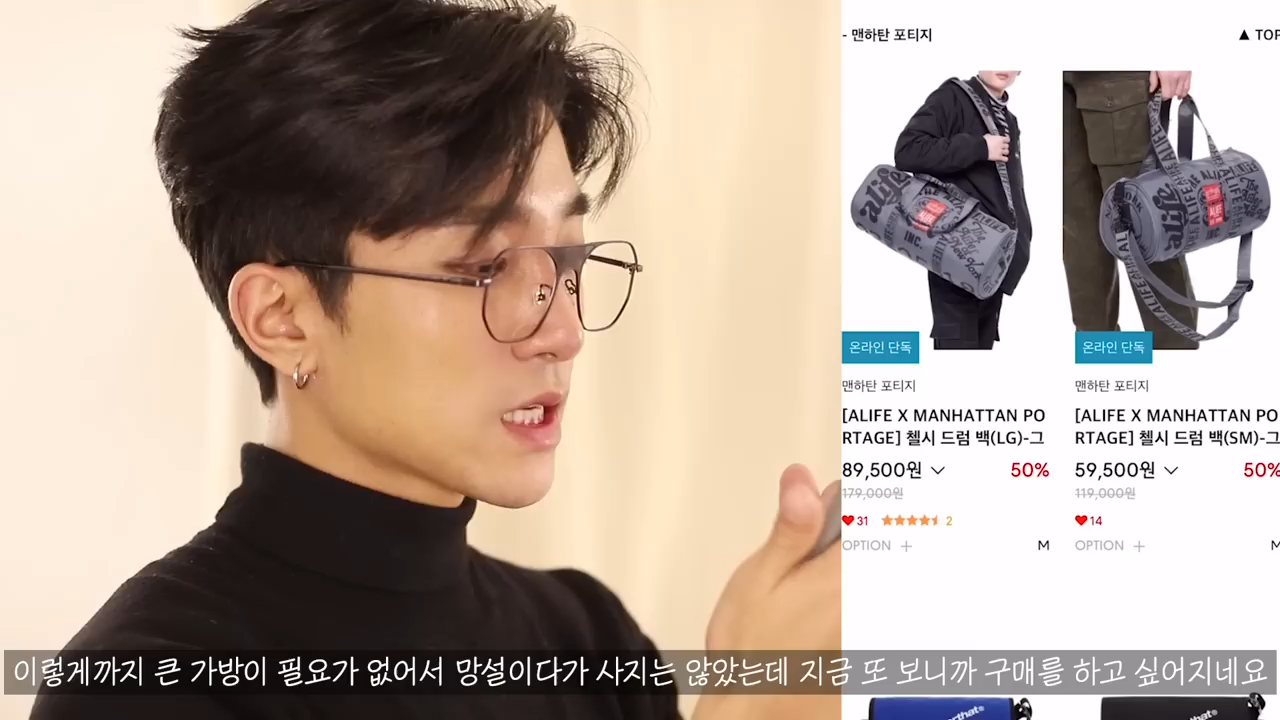 - 맨하탄 포티지
▲ TOP
alife
ALIFE
INC.
alife
ALIFE
온라인 단독
온라인 단독
맨하탄 포티지
맨하탄 포티지
[ALIFE X MANHATTAN PO
RTAGE] 첼시 드럼 백(LG)-그
[ALIFE X MANHATTAN PO
RTAGE] 첼시 드럼 백(SM)-그
89,500원
50%
59,500원
50%
179,000원
119,000원
31
2
14
OPTION +
M
OPTION +
M
이렇게까지 큰 가방이 필요가 없어서 망설이다가 사지는 않았는데 지금 또 보니까 구매를 하고 싶어지네요